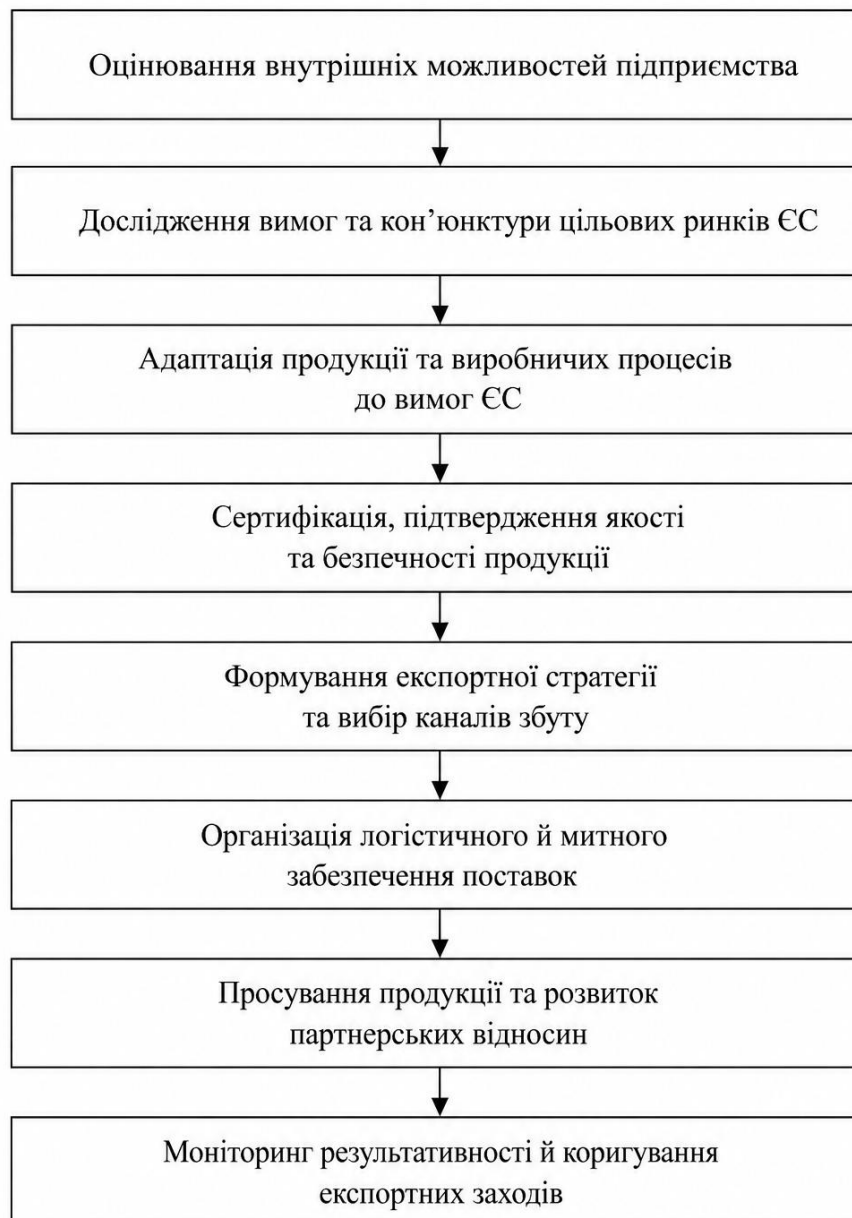 Оцінювання внутрішніх можливостей підприємства
Дослідження вимог та кон’юнктури цільових ринків ЄС
Адаптація продукції та виробничих процесів
до вимог ЄС
Сертифікація, підтвердження якості
та безпечності продукції
Формування експортної стратегії
та вибір каналів збуту
Організація логістичного й митного
забезпечення поставок
Просування продукції та розвиток
партнерських відносин
Моніторинг результативності й коригування
експортних заходів